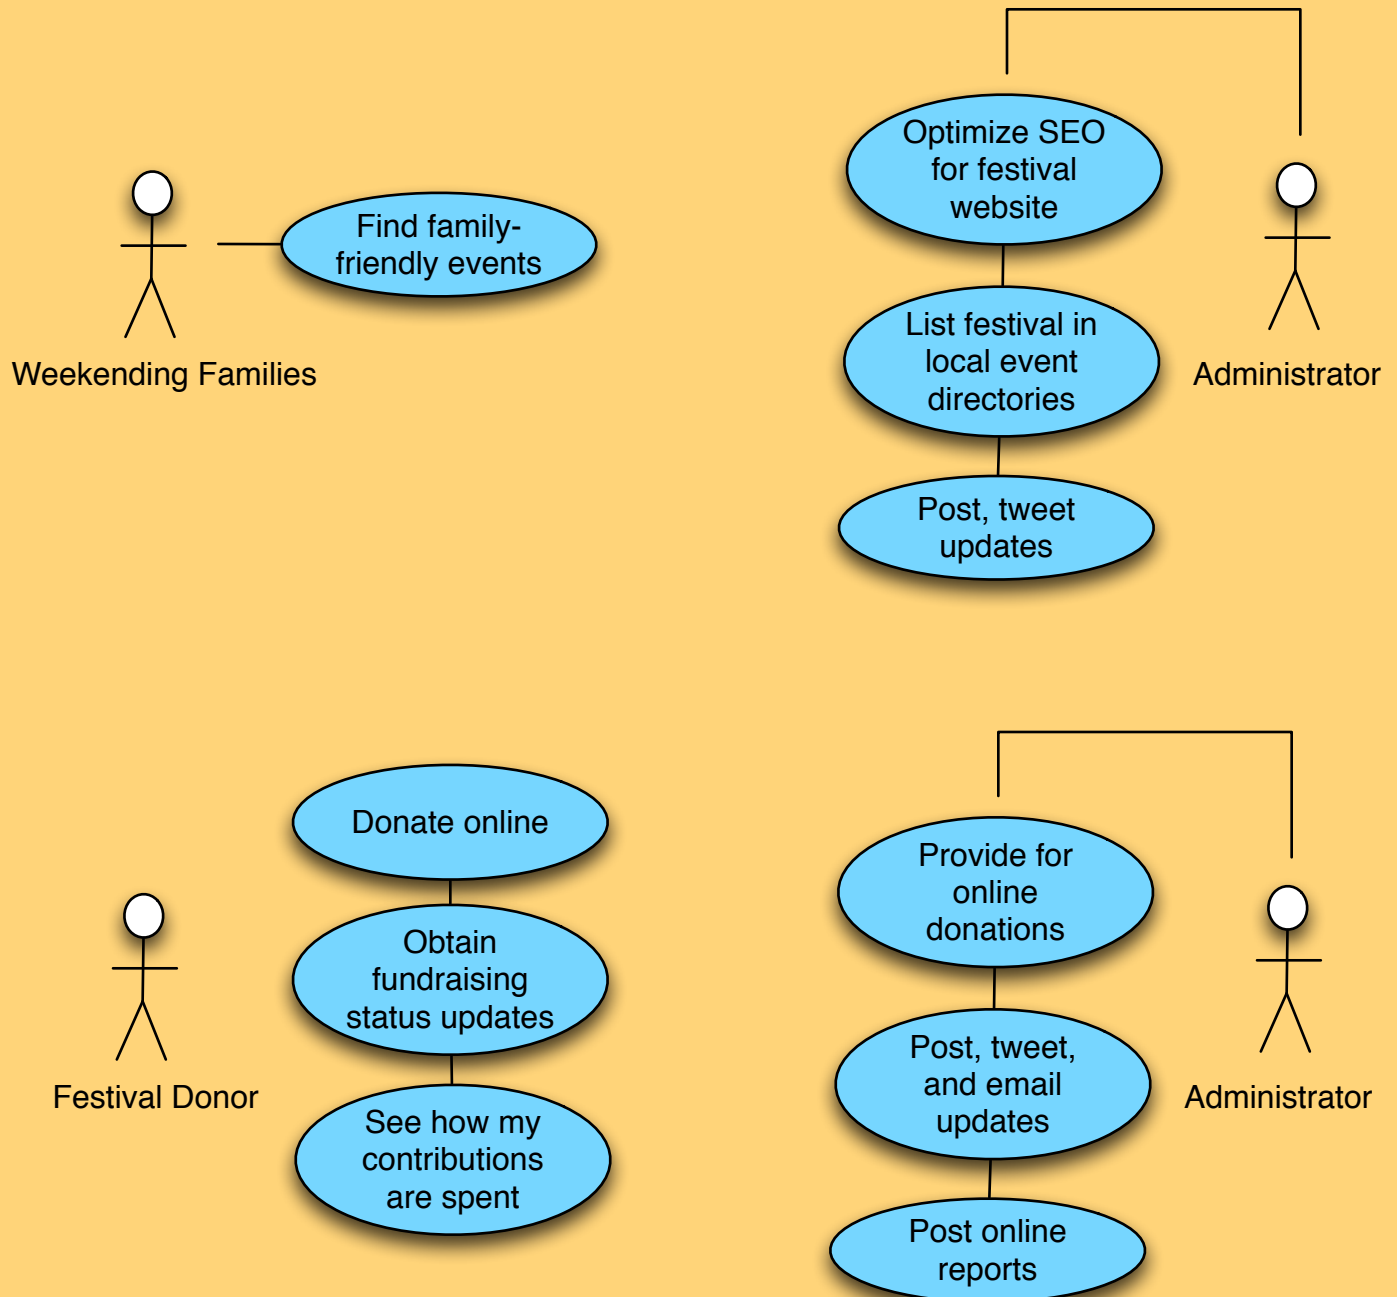 Optimize SEO
for festival
website
Find family-
friendly events
List festival in
local event
directories
Weekending Families
Administrator
Post, tweet
updates
Donate online
Provide for
online
donations
Obtain
fundraising
status updates
Post, tweet,
and email
updates
Festival Donor
Administrator
See how my
contributions
are spent
Post online
reports